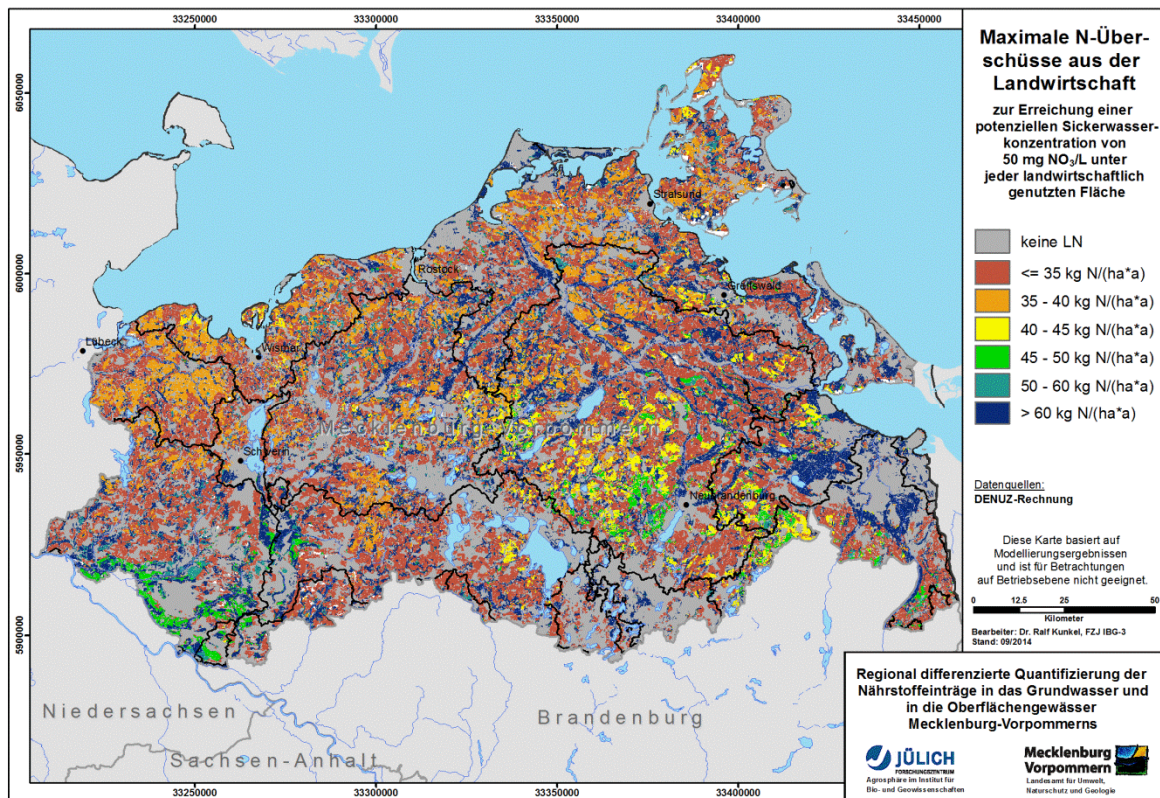 33250000
33300000
33350000
33400000
33450000
6050000
6000000
5950000
5900000
Stralsund
Rostock
Greifswald
Lübeck
Wismar
Mecklenburg-Vorpommern
Schwerin
Neubrandenburg
Niedersachsen
Brandenburg
Sachsen-Anhalt
33250000
33300000
33350000
33400000
Maximale N-Über-
schüsse aus der
Landwirtschaft
zur Erreichung einer
potenziellen Sickerwasser-
konzentration von
50 mg NO₃/L unter
jeder landwirtschaftlich
genutzten Fläche
keine LN
<= 35 kg N/(ha*a)
35 - 40 kg N/(ha*a)
40 - 45 kg N/(ha*a)
45 - 50 kg N/(ha*a)
50 - 60 kg N/(ha*a)
> 60 kg N/(ha*a)
Datenquellen:
DENUZ-Rechnung
Diese Karte basiert auf
Modellierungsergebnissen
und ist für Betrachtungen
auf Betriebsebene nicht geeignet.
0 12.5 25 50
Kilometer
Bearbeiter: Dr. Ralf Kunkel, FZJ IBG-3
Stand: 09/2014
Regional differenzierte Quantifizierung der
Nährstoffeinträge in das Grundwasser und
in die Oberflächengewässer
Mecklenburg-Vorpommerns
JÜLICH
FORSCHUNGSZENTRUM
Agrosphäre im Institut für
Bio- und Geowissenschaften
Mecklenburg
Vorpommern
Landesamt für Umwelt,
Naturschutz und Geologie